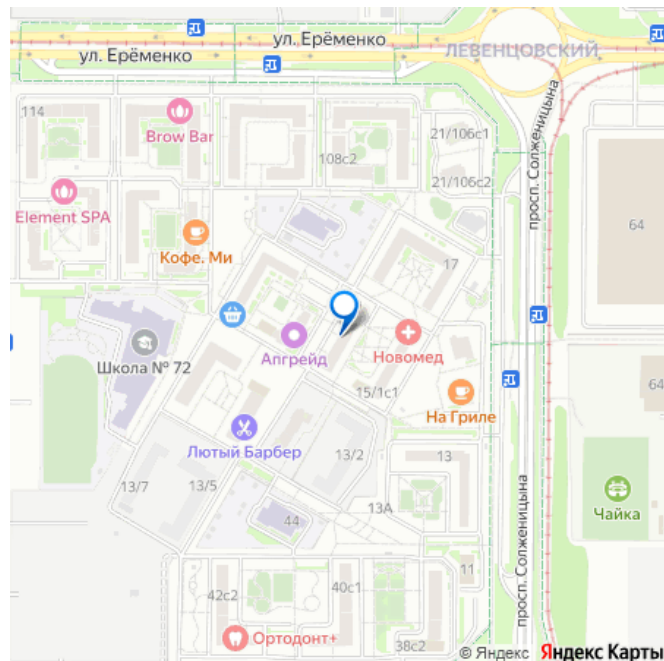 ул. Ерёменко
ул. Ерёменко
ЛЕВЕНЦОВСКИЙ
114
Brow Bar
108с2
21/106с1
21/106с2
просп. Солженицына
Element SPA
Кофе. Ми
17
64
Школа № 72
Апгрейд
Новомед
15/1с1
На Гриле
64
Лютый Барбер
13/2
13
13/7
13/5
13А
44
Чайка
просп. Солженицына
11
42с2
40с1
Ортодонт+
38с2
© Яндекс Яндекс Карты